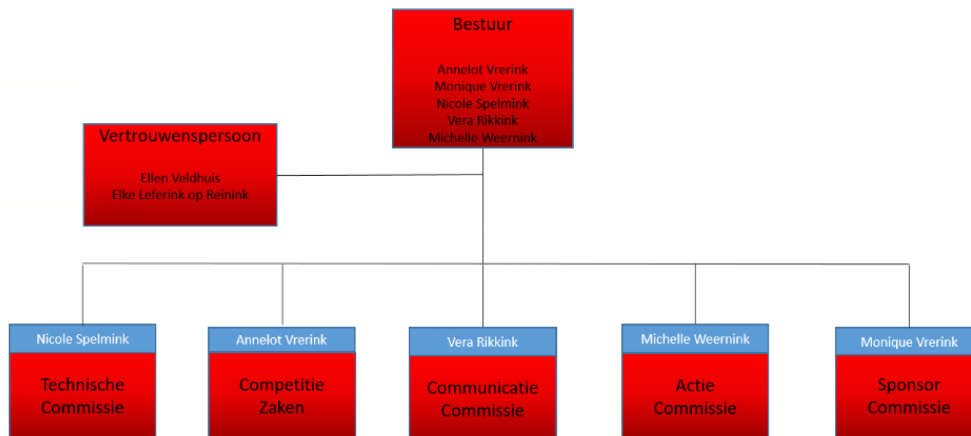 Bestuur
Annelot Vrerink
Monique Vrerink
Nicole Spelmink
Vera Rikkink
Michelle Weernink
Vertrouwenspersoon
Ellen Veldhuis
Elke Leferink op Reinink
Nicole Spelmink
Technische
Commissie
Annelot Vrerink
Competitie
Zaken
Vera Rikkink
Communicatie
Commissie
Michelle Weernink
Actie
Commissie
Monique Vrerink
Sponsor
Commissie